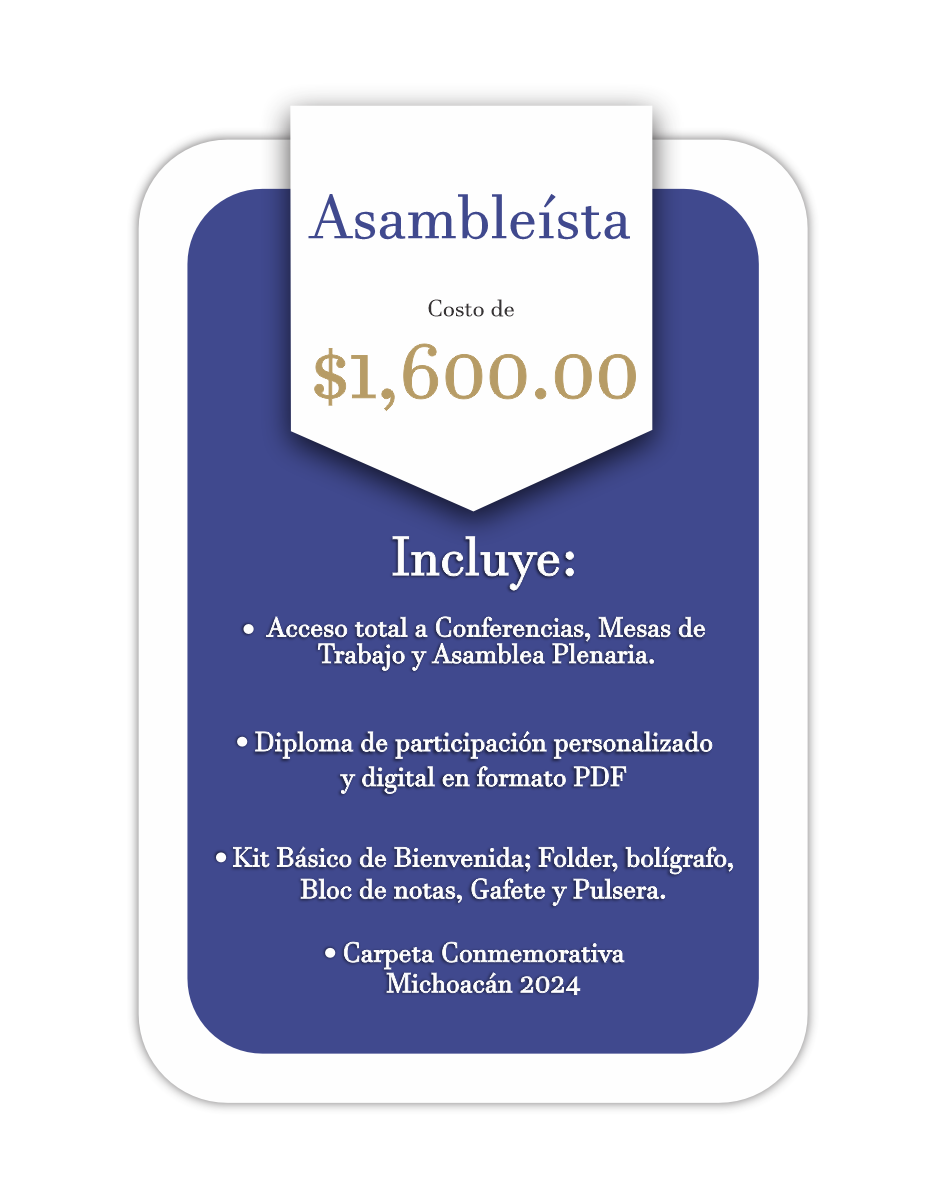 Asambleísta
Costo de
$1,600.00
Incluye:
• Acceso total a Conferencias, Mesas de
Trabajo y Asamblea Plenaria.
• Diploma de participación personalizado
y digital en formato PDF
• Kit Básico de Bienvenida; Folder, bolígrafo,
Bloc de notas, Gafete y Pulsera.
• Carpeta Conmemorativa
Michoacán 2024